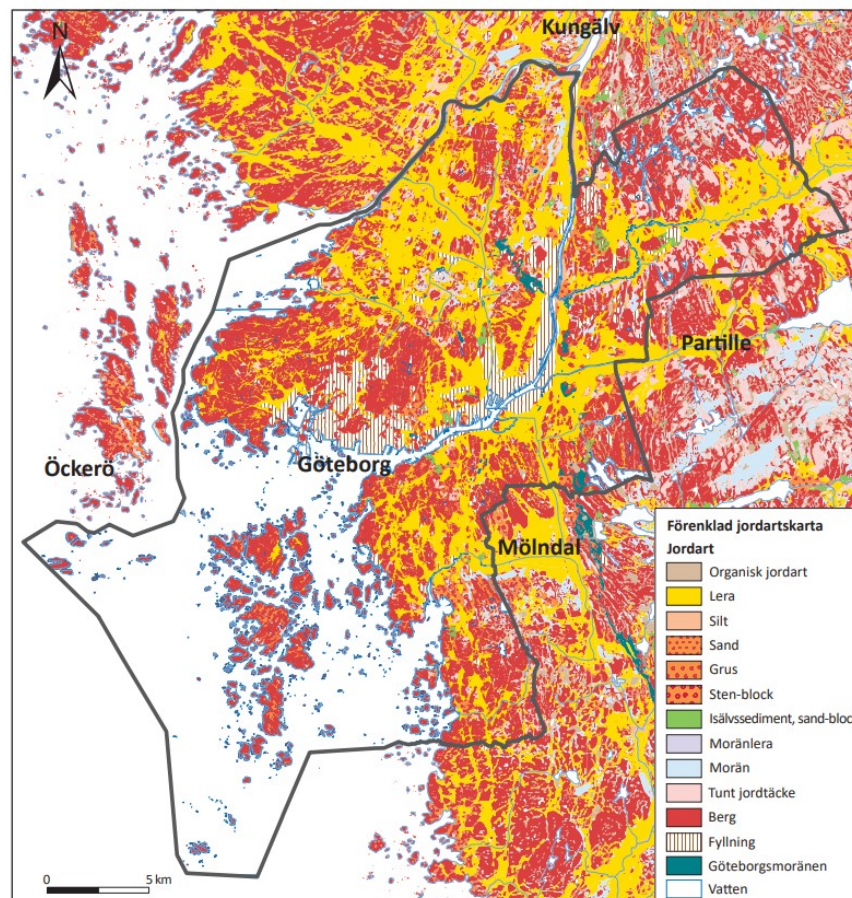 Kungälv
N
Partille
Öckerö
Göteborg
Mölndal
Förenklad jordartskarta
Jordart
Organisk jordart
Lera
Silt
Sand
Grus
Sten-block
Isälvssediment, sand-bloc
Moränlera
Morän
Tunt jordtäcke
Berg
Fyllning
Göteborgsmoränen
Vatten
0 5 km